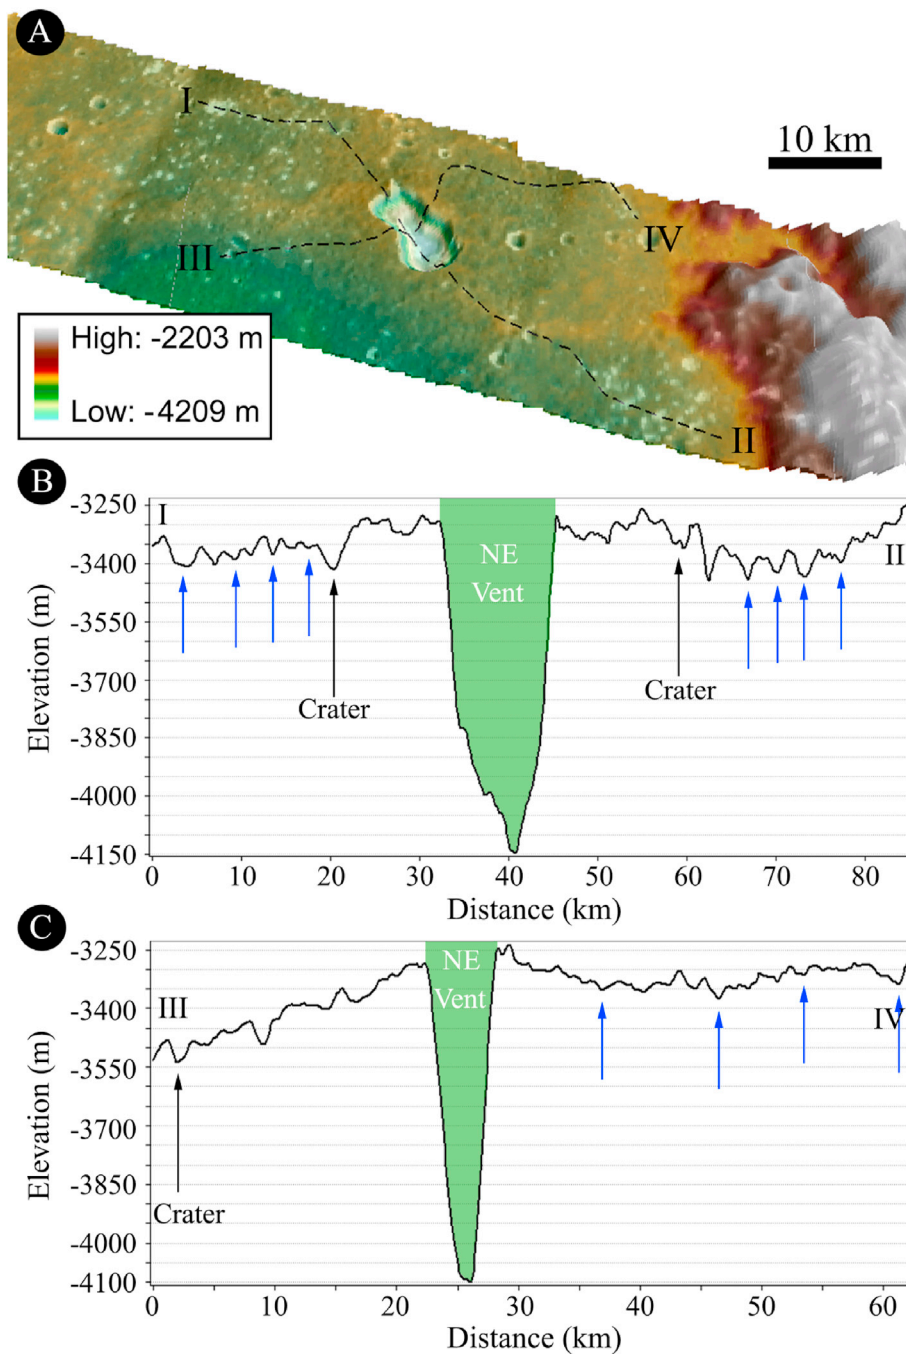 A
I
10 km
IV
III
High: -2203 m
Low: -4209 m
II
B
-3250
-3400
-3550
-3700
-3850
-4000
-4150
Elevation (m)
I
NE
Vent
II
Crater
Crater
0 10 20 30 40 50 60 70 80
Distance (km)
C
-3250
-3400
-3550
-3700
-3850
-4000
-4100
Elevation (m)
III
NE
Vent
IV
Crater
0 10 20 30 40 50 60
Distance (km)